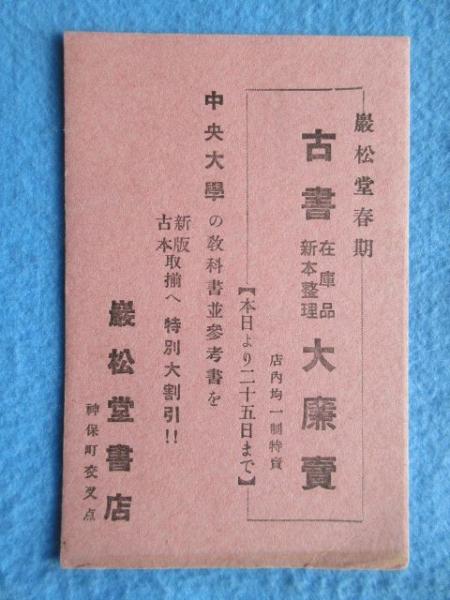 巖松堂春期
古書 在庫品 大廉賣
新本整理
店内均一制特賣
【本日より二十五日まで】
中央大學の教科書並參考書を
新版
古本取揃へ特別大割引!!
巖松堂書店
神保町交叉点